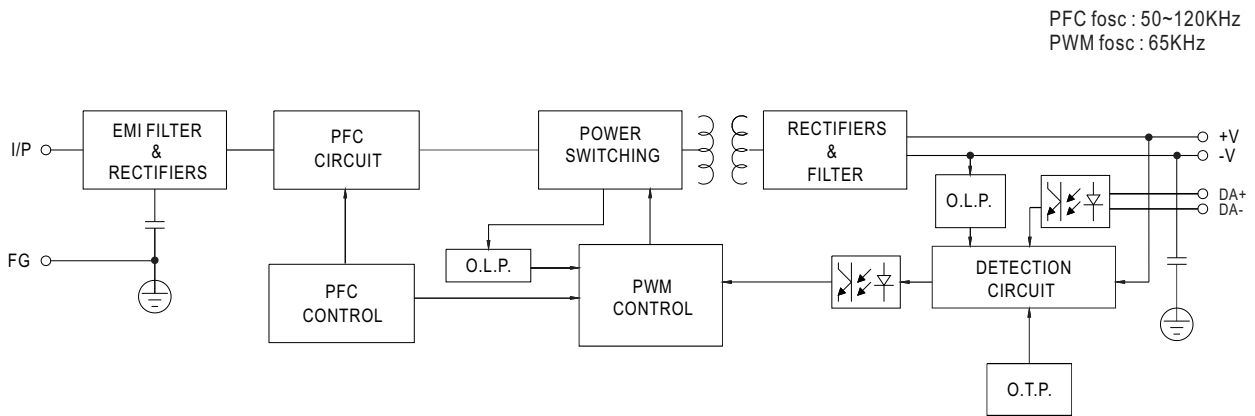 PFC fosc : 50~120KHz
PWM fosc : 65KHz
I/P
EMI FILTER
&
RECTIFIERS
PFC
CIRCUIT
POWER
SWITCHING
RECTIFIERS
&
FILTER
+V
-V
O.L.P.
DA+
DA-
FG
O.L.P.
PFC
CONTROL
PWM
CONTROL
DETECTION
CIRCUIT
O.T.P.